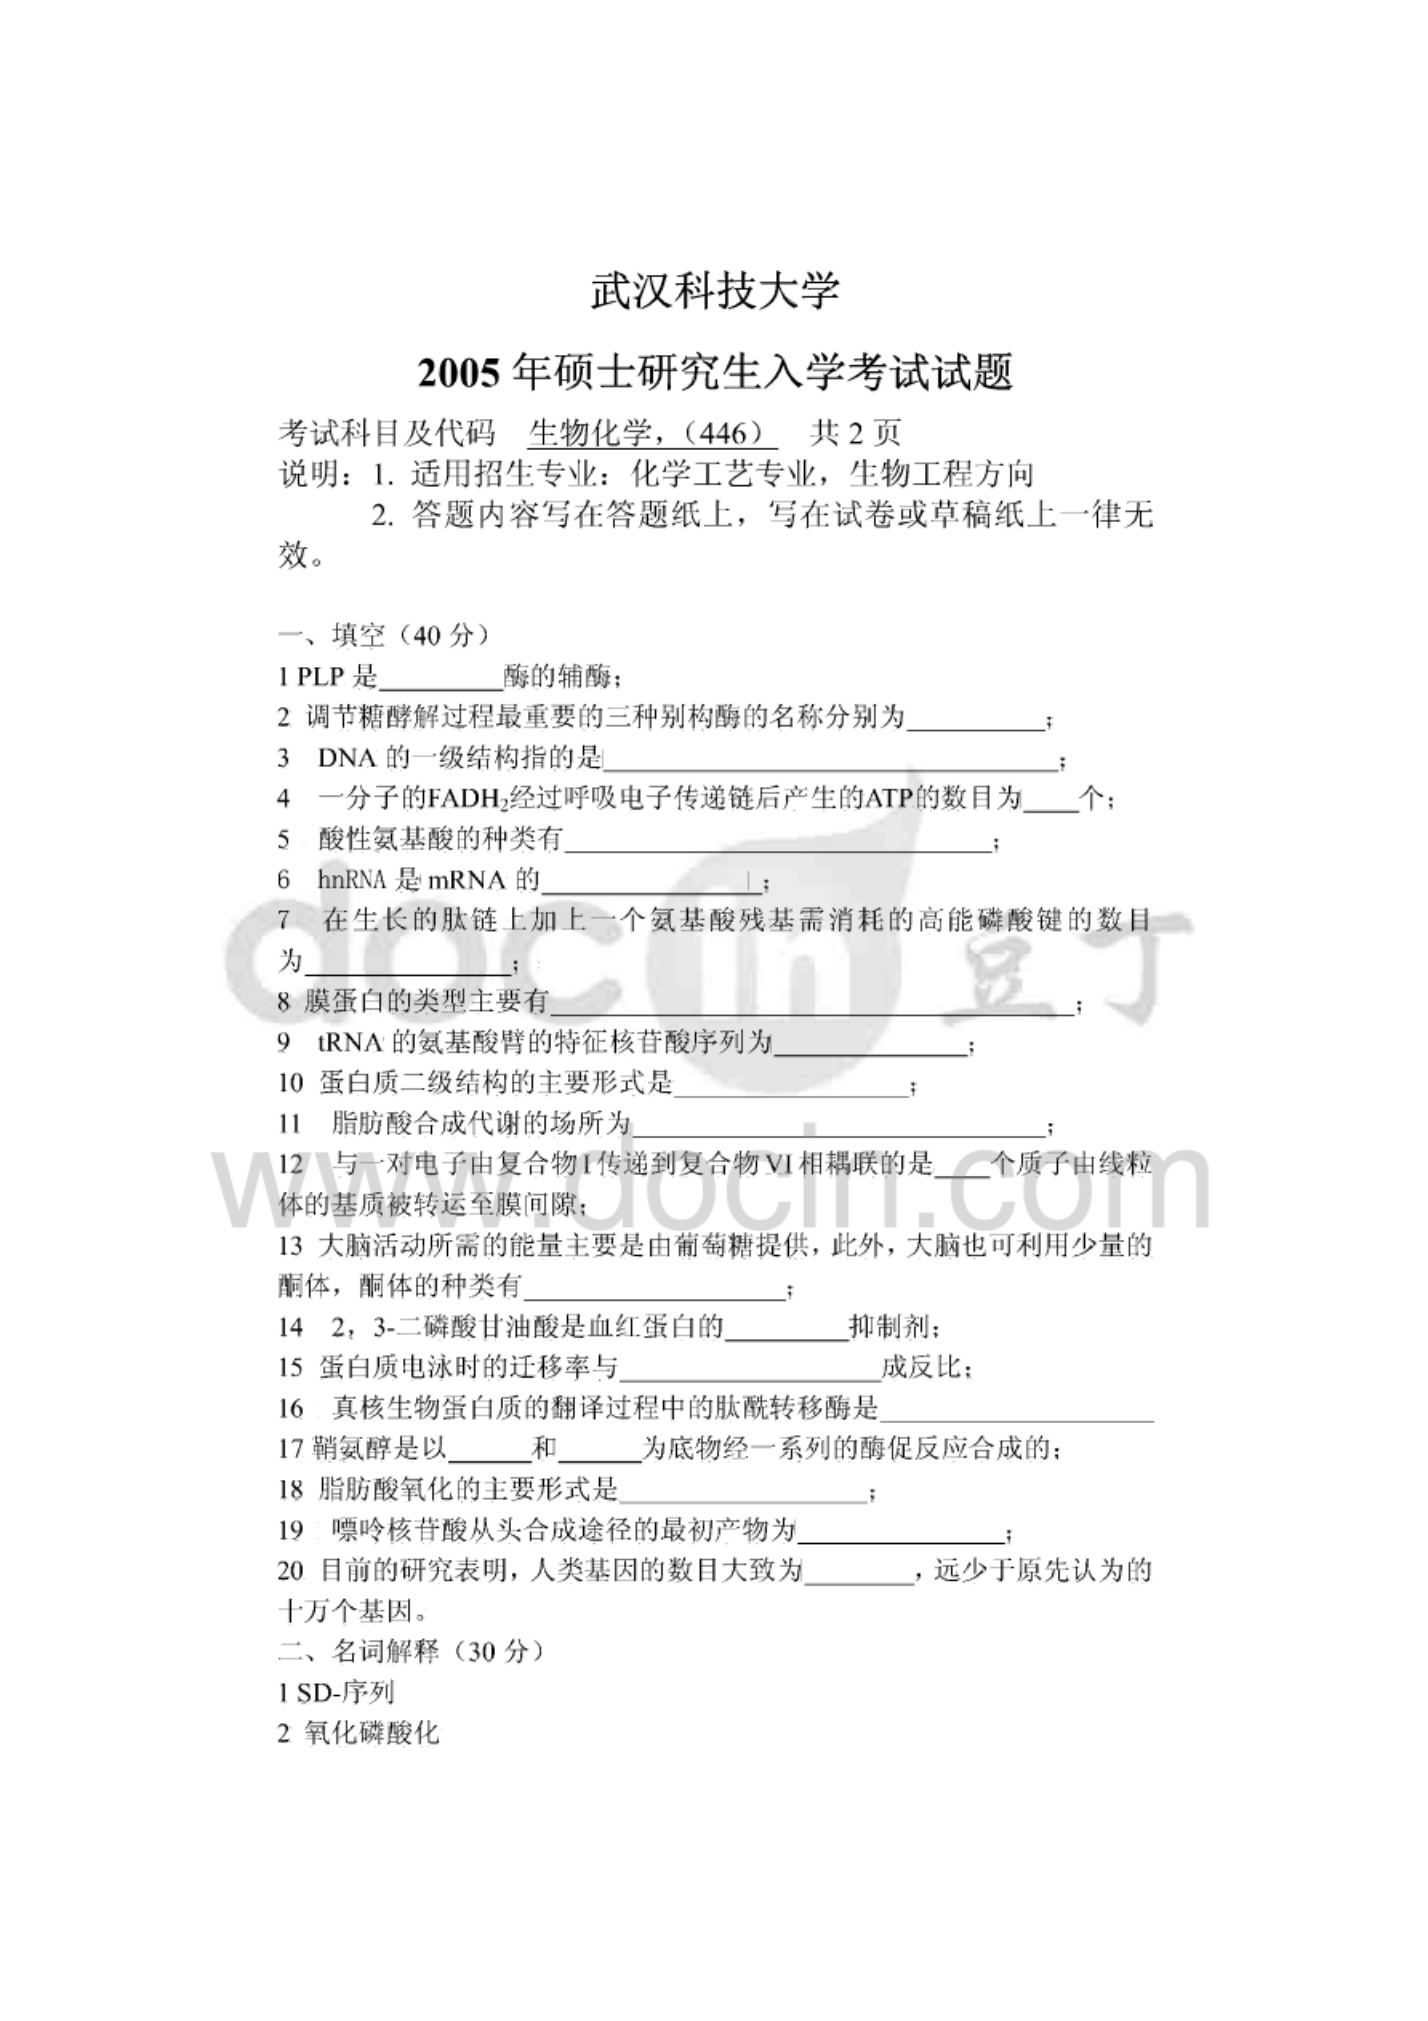 武汉科技大学
2005 年硕士研究生入学考试试题
考试科目及代码 生物化学，（446） 共 2 页
说明：1. 适用招生专业：化学工艺专业，生物工程方向
2. 答题内容写在答题纸上，写在试卷或草稿纸上一律无
效。
一、填空（40 分）
1 PLP 是_________酶的辅酶；
2 调节糖酵解过程最重要的三种别构酶的名称分别为__________；
3 DNA 的一级结构指的是_________________________________；
4 一分子的FADH₂经过呼吸电子传递链后产生的ATP的数目为____个；
5 酸性氨基酸的种类有_______________________________；
6 hnRNA 是 mRNA 的________________；
7 在生长的肽链上加上一个氨基酸残基需消耗的高能磷酸键的数目
为_______________；
8 膜蛋白的类型主要有______________________________________；
9 tRNA 的氨基酸臂的特征核苷酸序列为______________；
10 蛋白质二级结构的主要形式是_________________；
11 脂肪酸合成代谢的场所为______________________________；
12 与一对电子由复合物 I 传递到复合物 VI 相耦联的是____个质子由线粒
体的基质被转运至膜间隙；
13 大脑活动所需的能量主要是由葡萄糖提供，此外，大脑也可利用少量的
酮体，酮体的种类有___________________；
14 2，3-二磷酸甘油酸是血红蛋白的_________抑制剂；
15 蛋白质电泳时的迁移率与___________________成反比；
16 真核生物蛋白质的翻译过程中的肽酰转移酶是____________________
17 鞘氨醇是以______和______为底物经一系列的酶促反应合成的；
18 脂肪酸氧化的主要形式是__________________；
19 嘌呤核苷酸从头合成途径的最初产物为_______________；
20 目前的研究表明，人类基因的数目大致为________，远少于原先认为的
十万个基因。
二、名词解释（30 分）
1 SD-序列
2 氧化磷酸化
docin 豆丁
www.docin.com